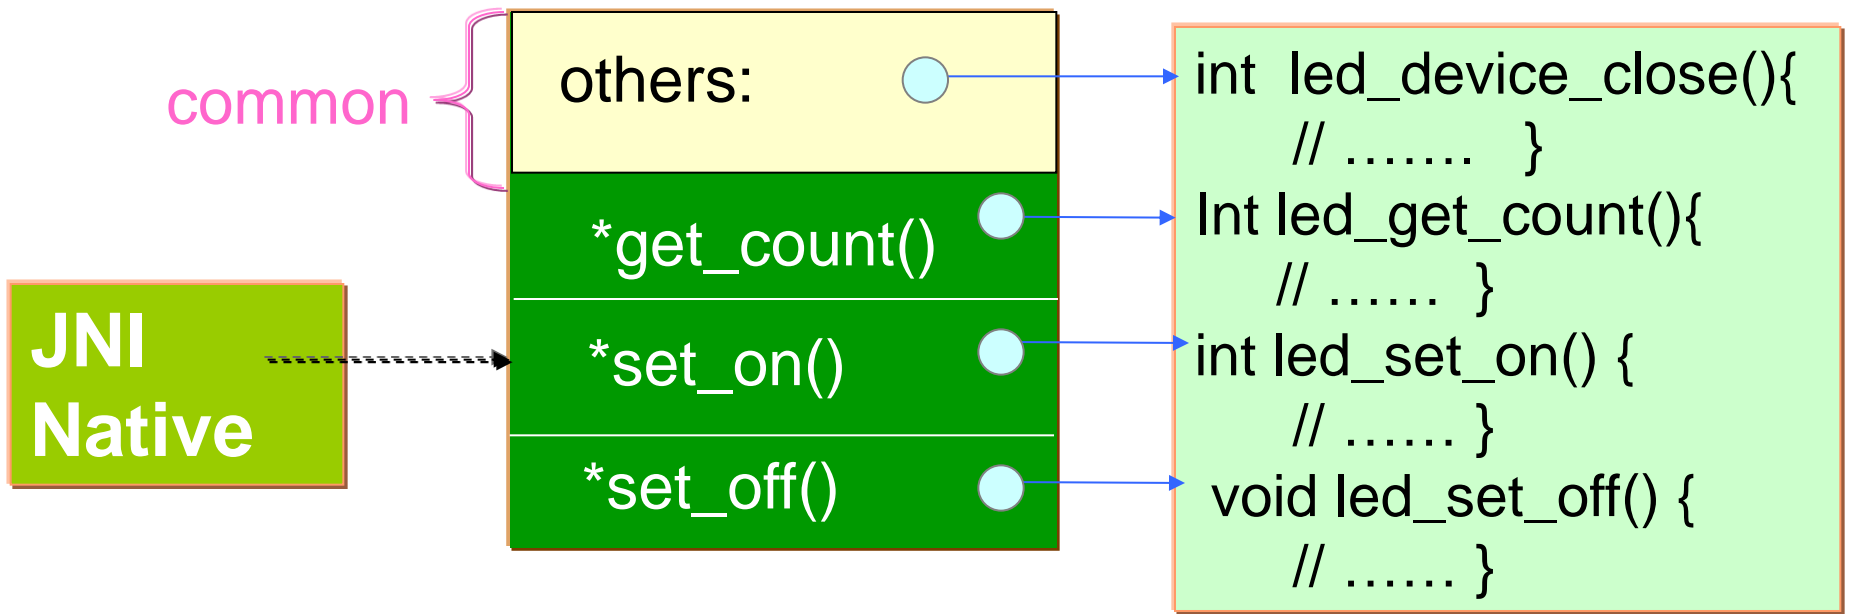 common
others:
*get_count()
*set_on()
*set_off()
JNI
Native
int  led_device_close(){
// …….   }
Int led_get_count(){
// ……  }
int led_set_on() {
// …… }
void led_set_off() {
// …… }